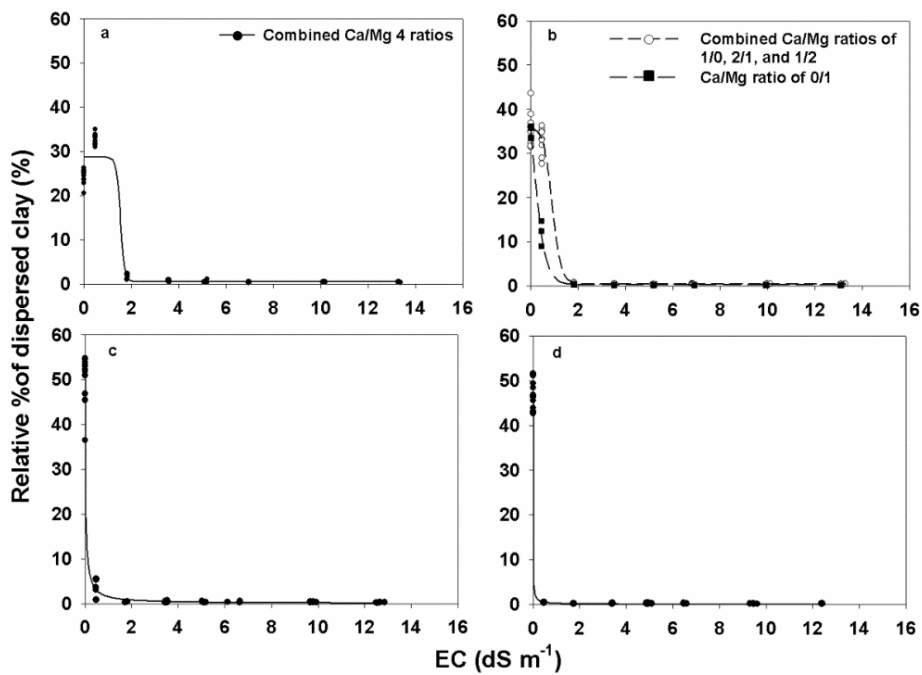 60
a
Combined Ca/Mg 4 ratios
50
40
30
20
10
0
0 2 4 6 8 10 12 14 16
60
b
Combined Ca/Mg ratios of
1/0, 2/1, and 1/2
Ca/Mg ratio of 0/1
50
40
30
20
10
0
0 2 4 6 8 10 12 14 16
Relative %of dispersed clay (%)
60
c
50
40
30
20
10
0
0 2 4 6 8 10 12 14 16
60
d
50
40
30
20
10
0
0 2 4 6 8 10 12 14 16
EC (dS m⁻¹)